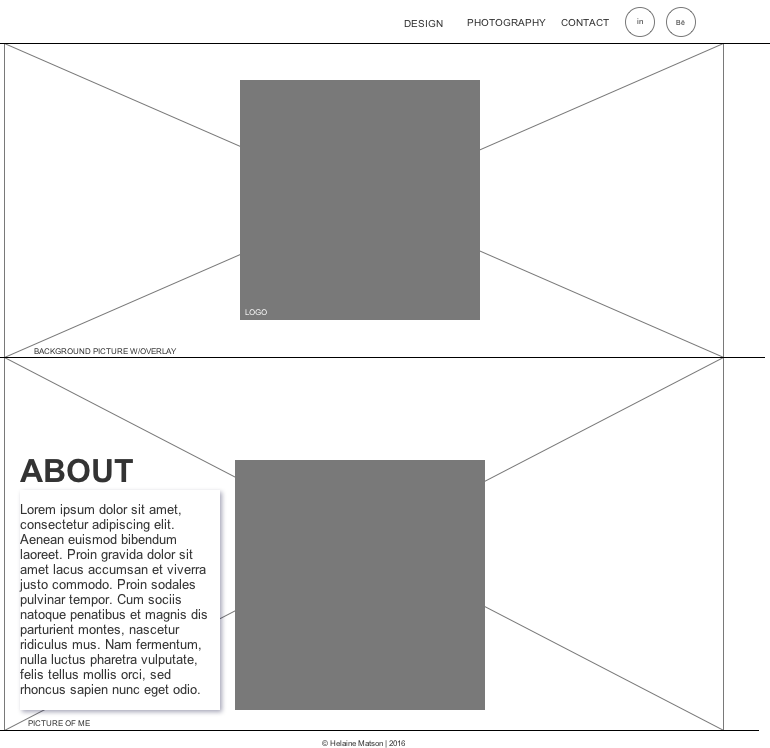 DESIGN PHOTOGRAPHY CONTACT in Bē
LOGO
BACKGROUND PICTURE W/OVERLAY
ABOUT
Lorem ipsum dolor sit amet,
consectetur adipiscing elit.
Aenean euismod bibendum
laoreet. Proin gravida dolor sit
amet lacus accumsan et viverra
justo commodo. Proin sodales
pulvinar tempor. Cum sociis
natoque penatibus et magnis dis
parturient montes, nascetur
ridiculus mus. Nam fermentum,
nulla luctus pharetra vulputate,
felis tellus mollis orci, sed
rhoncus sapien nunc eget odio.
PICTURE OF ME
© Helaine Matson | 2016